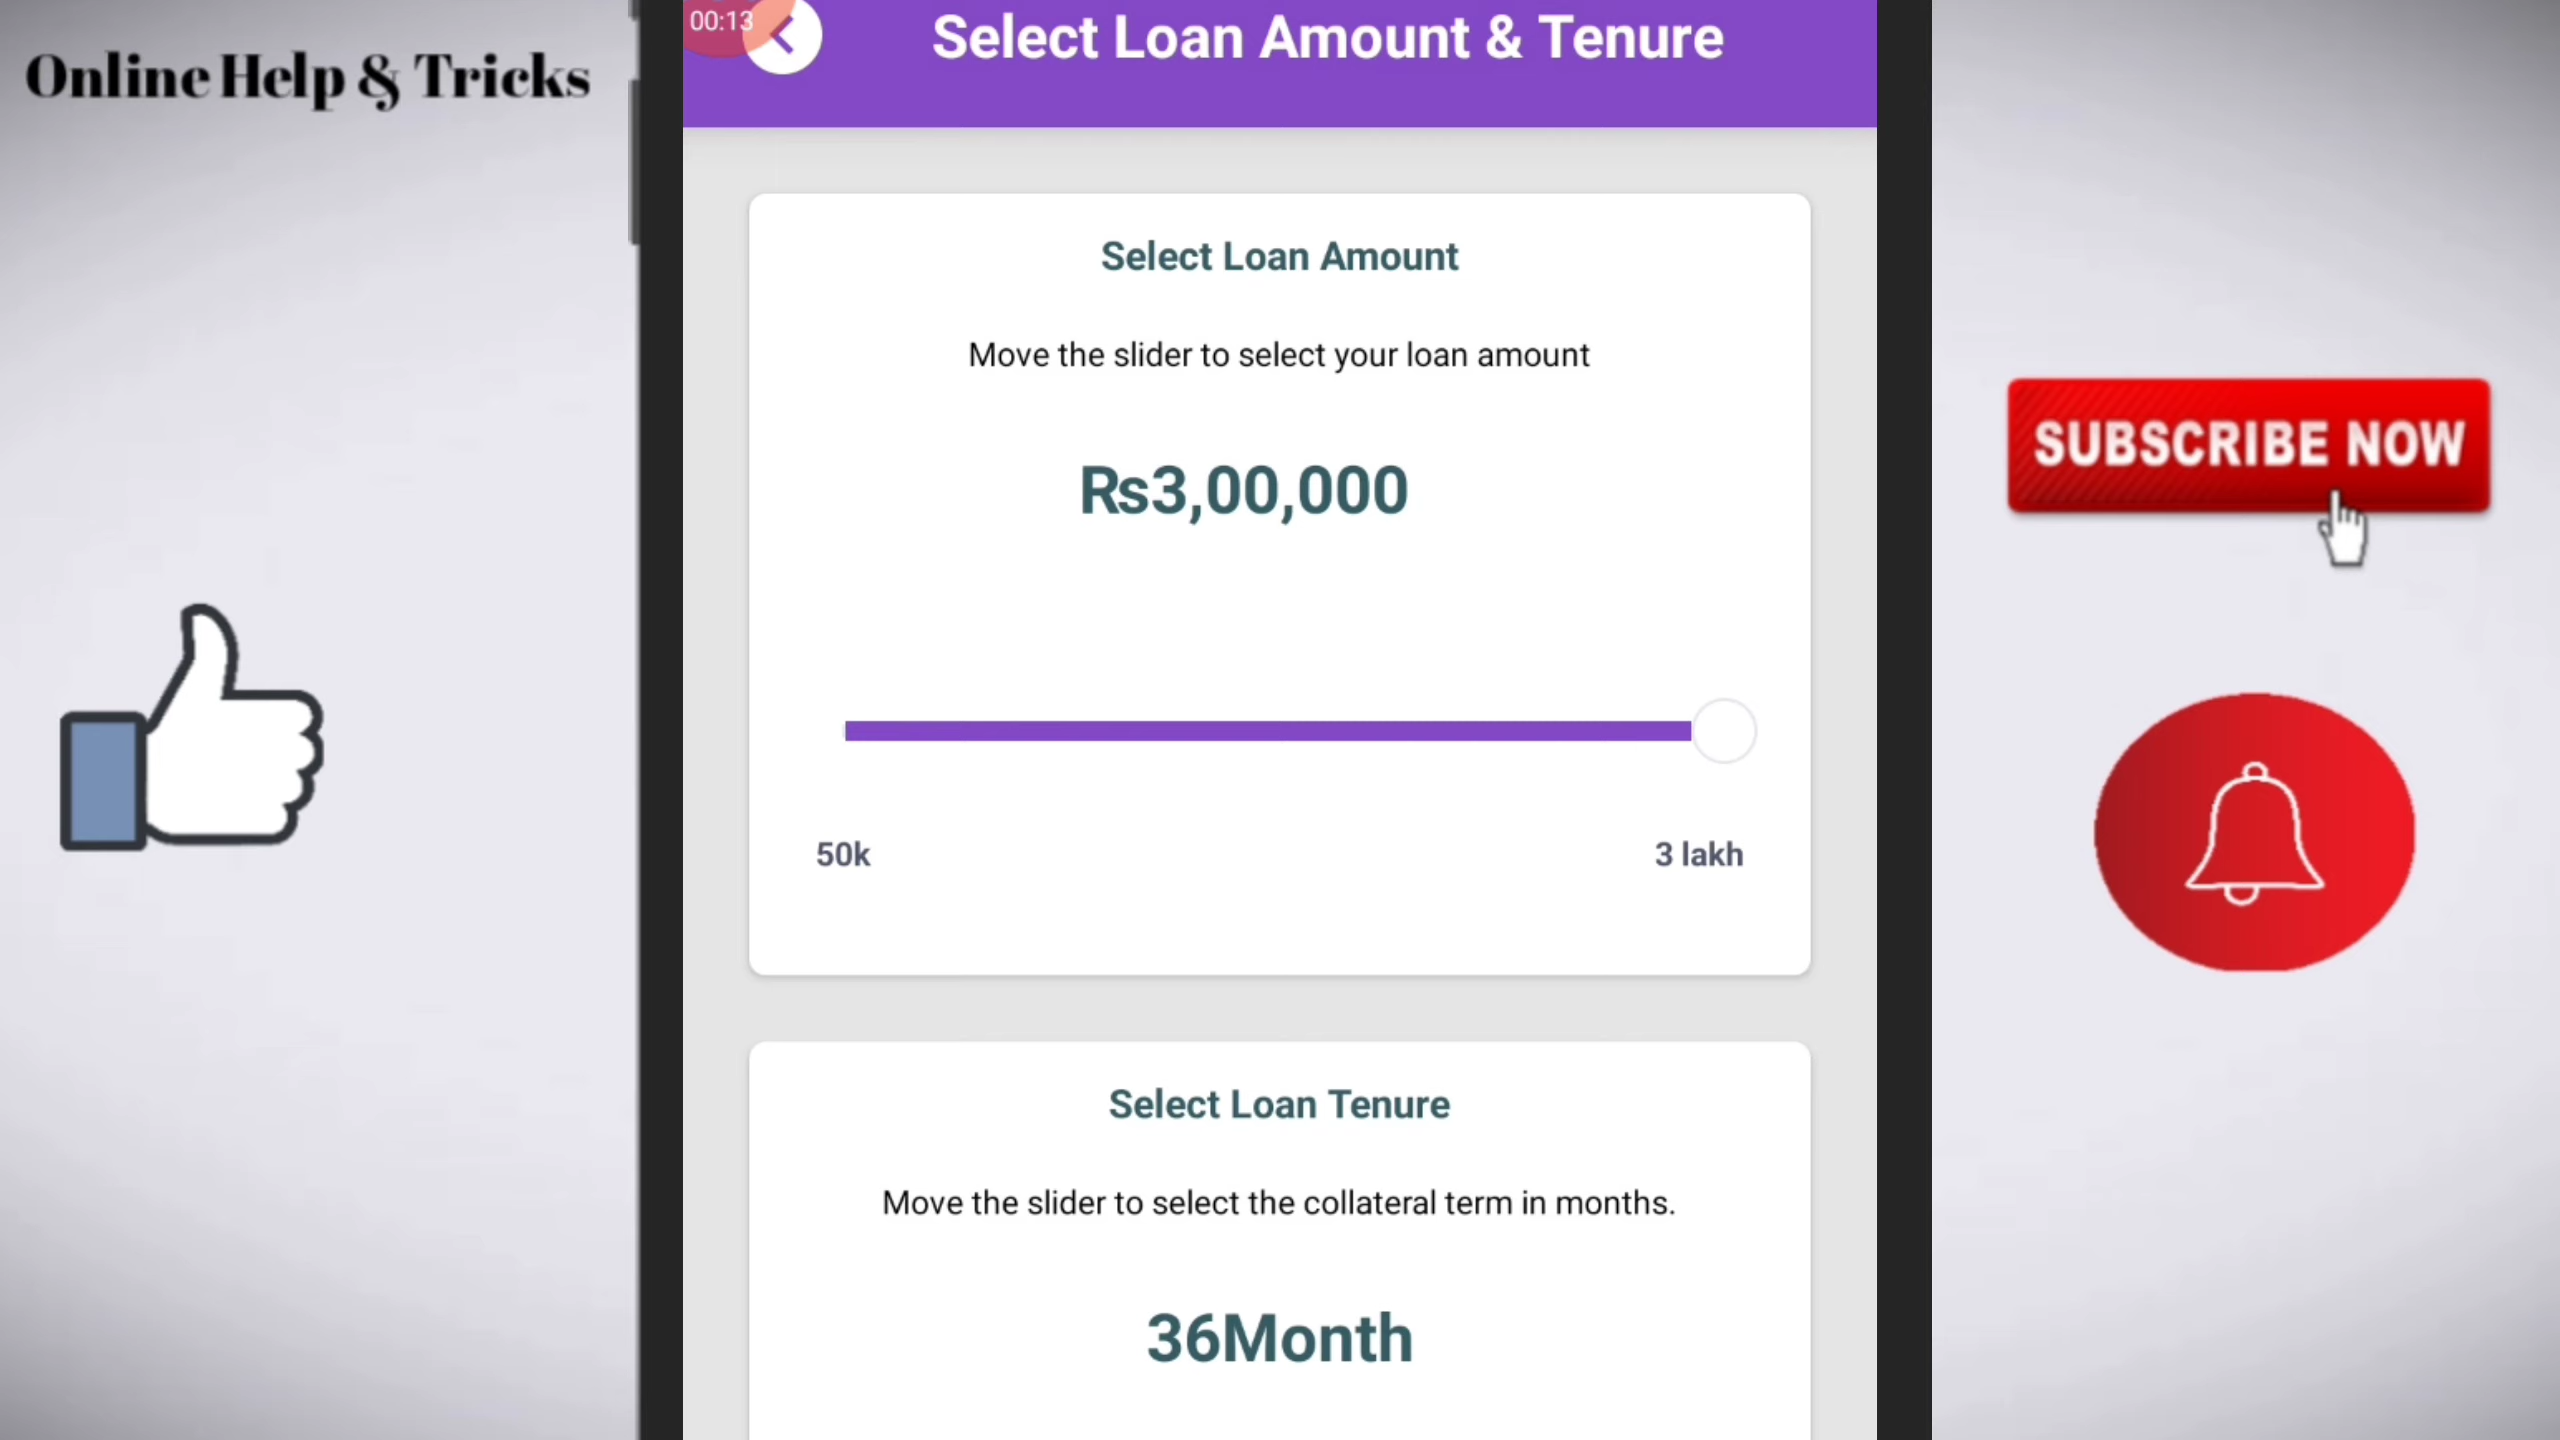 Online Help & Tricks
00:13
Select Loan Amount & Tenure
Select Loan Amount
Move the slider to select your loan amount
Rs3,00,000
50k
3 lakh
Select Loan Tenure
Move the slider to select the collateral term in months.
36Month
SUBSCRIBE NOW